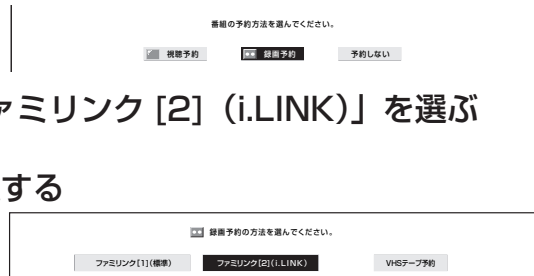 番組の予約方法を選んでください。
視聴予約 録画予約 予約しない
ァミリンク [2]（i.LINK）」を選ぶ
する
録画予約の方法を選んでください。
ファミリンク[1](標準) ファミリンク[2](i.LINK) VHSテープ予約